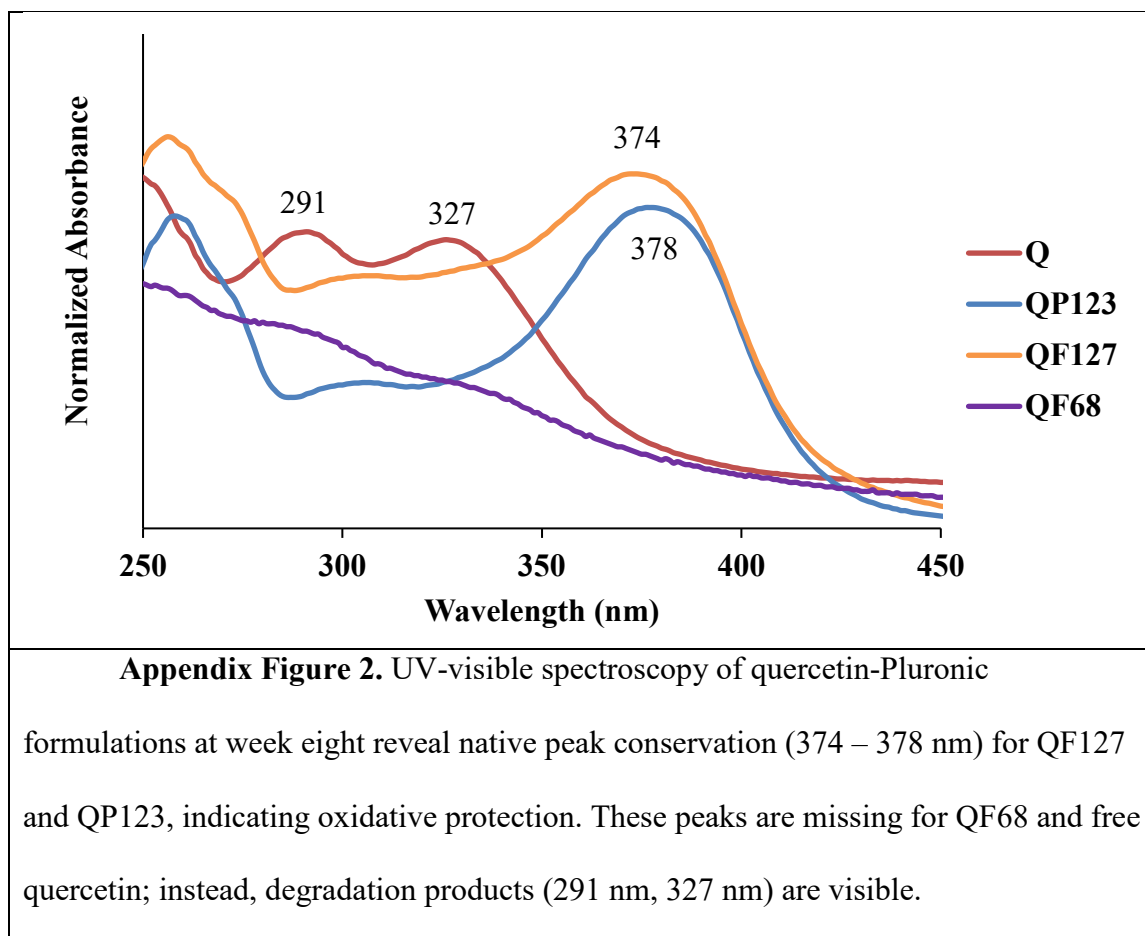 Normalized Absorbance
291
327
374
378
Q
QP123
QF127
QF68
250
300
350
400
450
Wavelength (nm)
Appendix Figure 2. UV-visible spectroscopy of quercetin-Pluronic
formulations at week eight reveal native peak conservation (374 – 378 nm) for QF127
and QP123, indicating oxidative protection. These peaks are missing for QF68 and free
quercetin; instead, degradation products (291 nm, 327 nm) are visible.